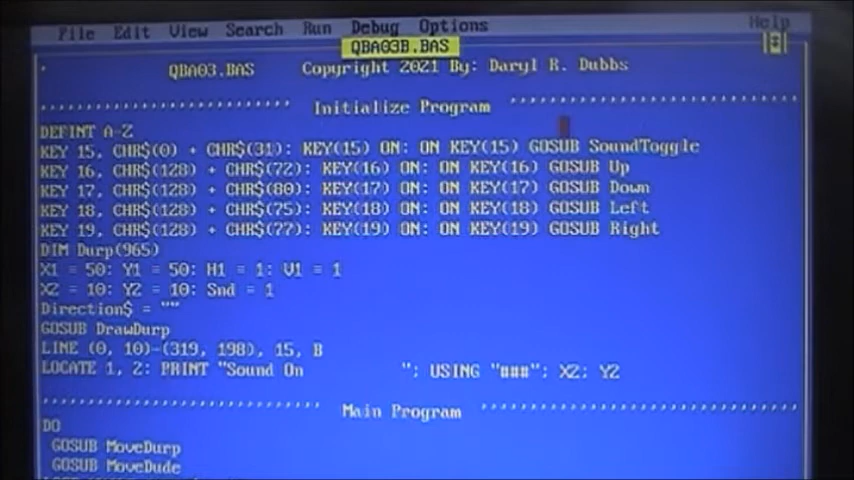 File Edit View Search Run Debug Options Help
QBA03B.BAS
' QBA03.BAS Copyright 2021 By: Daryl R. Dubbs
''''''''''''''''''''''''' Initialize Program '''''''''''''''''''''''''''''
DEFINT A-Z
KEY 15, CHR$(0) + CHR$(31): KEY(15) ON: ON KEY(15) GOSUB SoundToggle
KEY 16, CHR$(128) + CHR$(72): KEY(16) ON: ON KEY(16) GOSUB Up
KEY 17, CHR$(128) + CHR$(80): KEY(17) ON: ON KEY(17) GOSUB Down
KEY 18, CHR$(128) + CHR$(75): KEY(18) ON: ON KEY(18) GOSUB Left
KEY 19, CHR$(128) + CHR$(77): KEY(19) ON: ON KEY(19) GOSUB Right
DIM Durp(965)
X1 = 50: Y1 = 50: H1 = 1: V1 = 1
X2 = 10: Y2 = 10: Snd = 1
Direction$ = ""
GOSUB DrawDurp
LINE (0, 10)-(319, 198), 15, B
LOCATE 1, 2: PRINT "Sound On          "; USING "###"; X2; Y2
'''''''''''''''''''''''''''' Main Program ''''''''''''''''''''''''''''''''
DO
GOSUB MoveDurp
GOSUB MoveDude